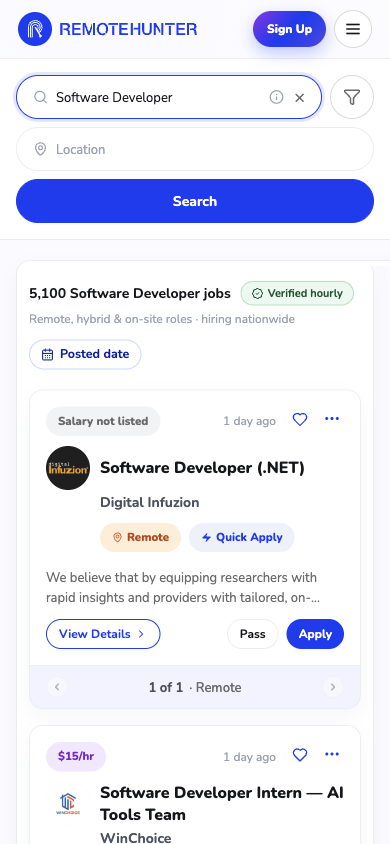 REMOTEHUNTER
Sign Up
Software Developer
Location
Search
5,100 Software Developer jobs
Verified hourly
Remote, hybrid & on-site roles · hiring nationwide
Posted date
Salary not listed
1 day ago
digital
infuzion
Software Developer (.NET)
Digital Infuzion
Remote
Quick Apply
We believe that by equipping researchers with
rapid insights and providers with tailored, on-...
View Details
Pass
Apply
1 of 1 · Remote
$15/hr
1 day ago
Software Developer Intern — AI
Tools Team
WINCHOICE
WinChoice